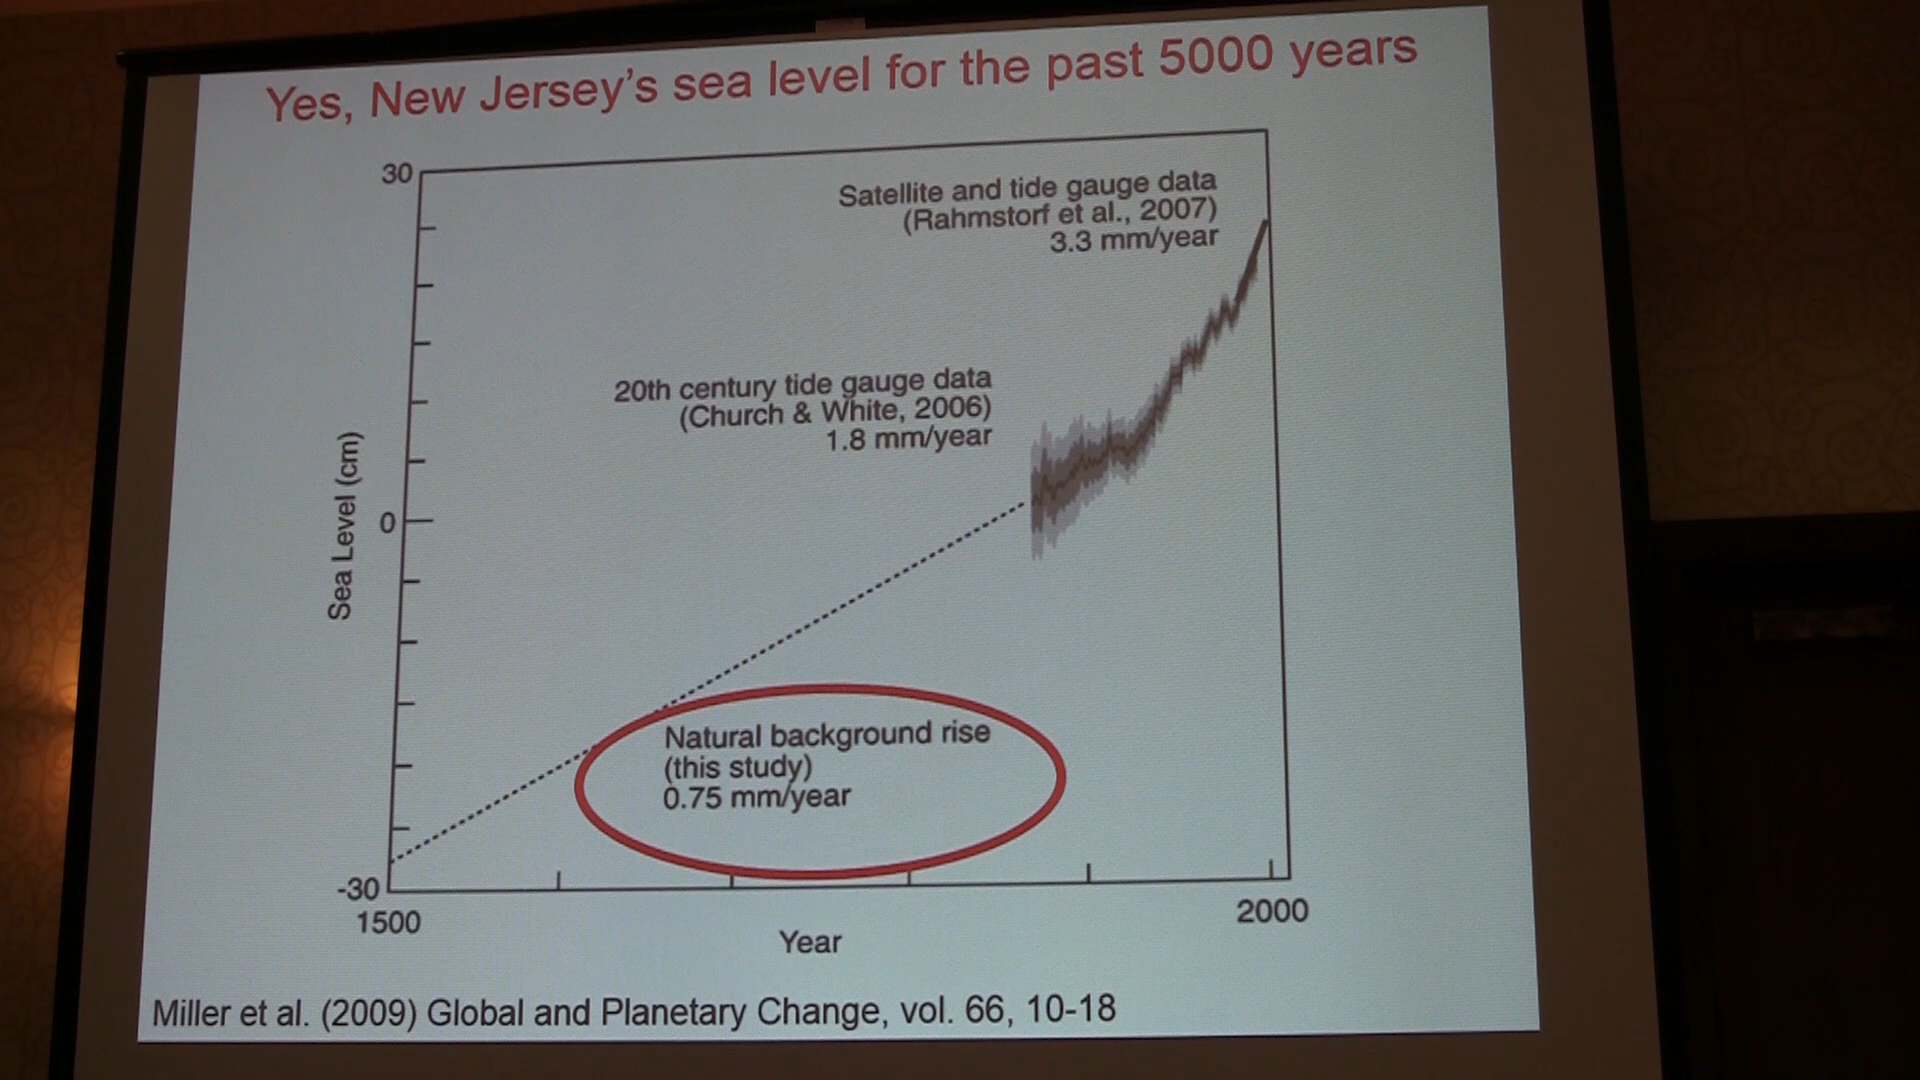 Yes, New Jersey's sea level for the past 5000 years
30
Satellite and tide gauge data
(Rahmstorf et al., 2007)
3.3 mm/year
20th century tide gauge data
(Church & White, 2006)
1.8 mm/year
Sea Level (cm)
0
Natural background rise
(this study)
0.75 mm/year
-30
1500
2000
Year
Miller et al. (2009) Global and Planetary Change, vol. 66, 10-18